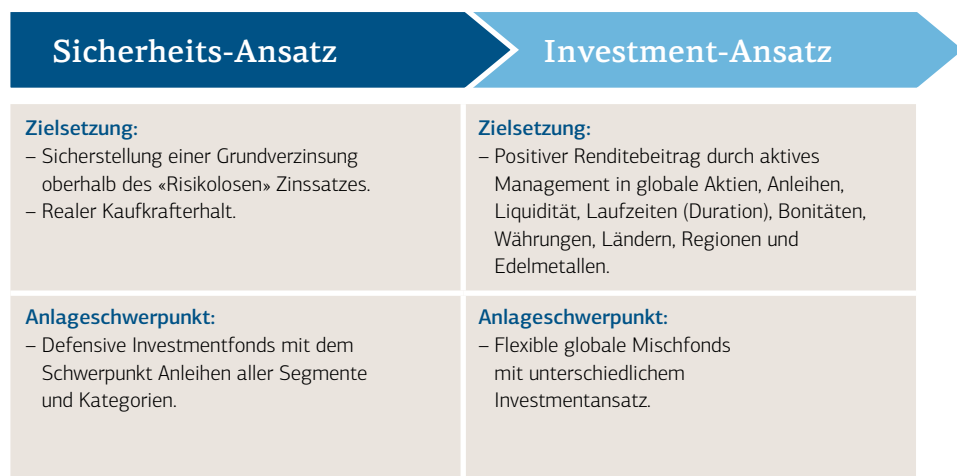 Sicherheits-Ansatz
Investment-Ansatz
Zielsetzung:
– Sicherstellung einer Grundverzinsung
oberhalb des «Risikolosen» Zinssatzes.
– Realer Kaufkrafterhalt.
Zielsetzung:
– Positiver Renditebeitrag durch aktives
Management in globale Aktien, Anleihen,
Liquidität, Laufzeiten (Duration), Bonitäten,
Währungen, Ländern, Regionen und
Edelmetallen.
Anlageschwerpunkt:
– Defensive Investmentfonds mit dem
Schwerpunkt Anleihen aller Segmente
und Kategorien.
Anlageschwerpunkt:
– Flexible globale Mischfonds
mit unterschiedlichem
Investmentansatz.